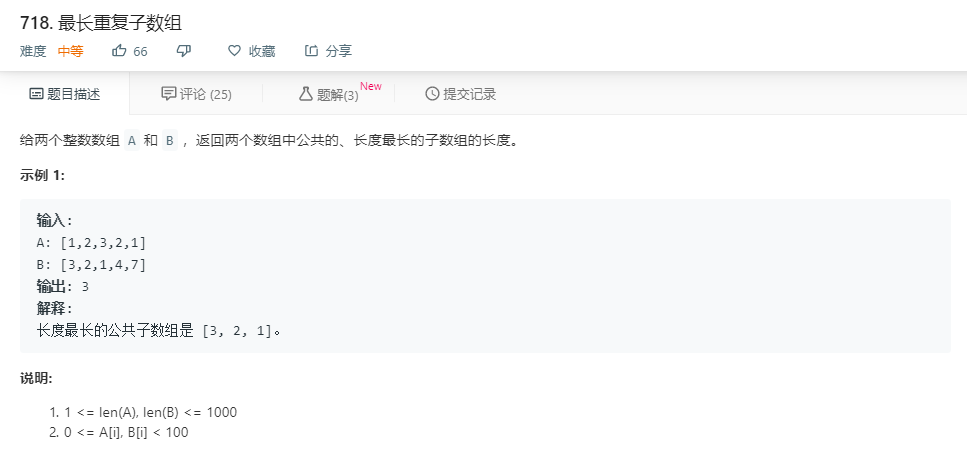 718. 最长重复子数组
难度 中等 66 收藏 分享
题目描述 评论 (25) 题解(3) New 提交记录
给两个整数数组 A 和 B ，返回两个数组中公共的、长度最长的子数组的长度。
示例 1:
输入:
A: [1,2,3,2,1]
B: [3,2,1,4,7]
输出: 3
解释:
长度最长的公共子数组是 [3, 2, 1]。
说明:
1. 1 <= len(A), len(B) <= 1000
2. 0 <= A[i], B[i] < 100